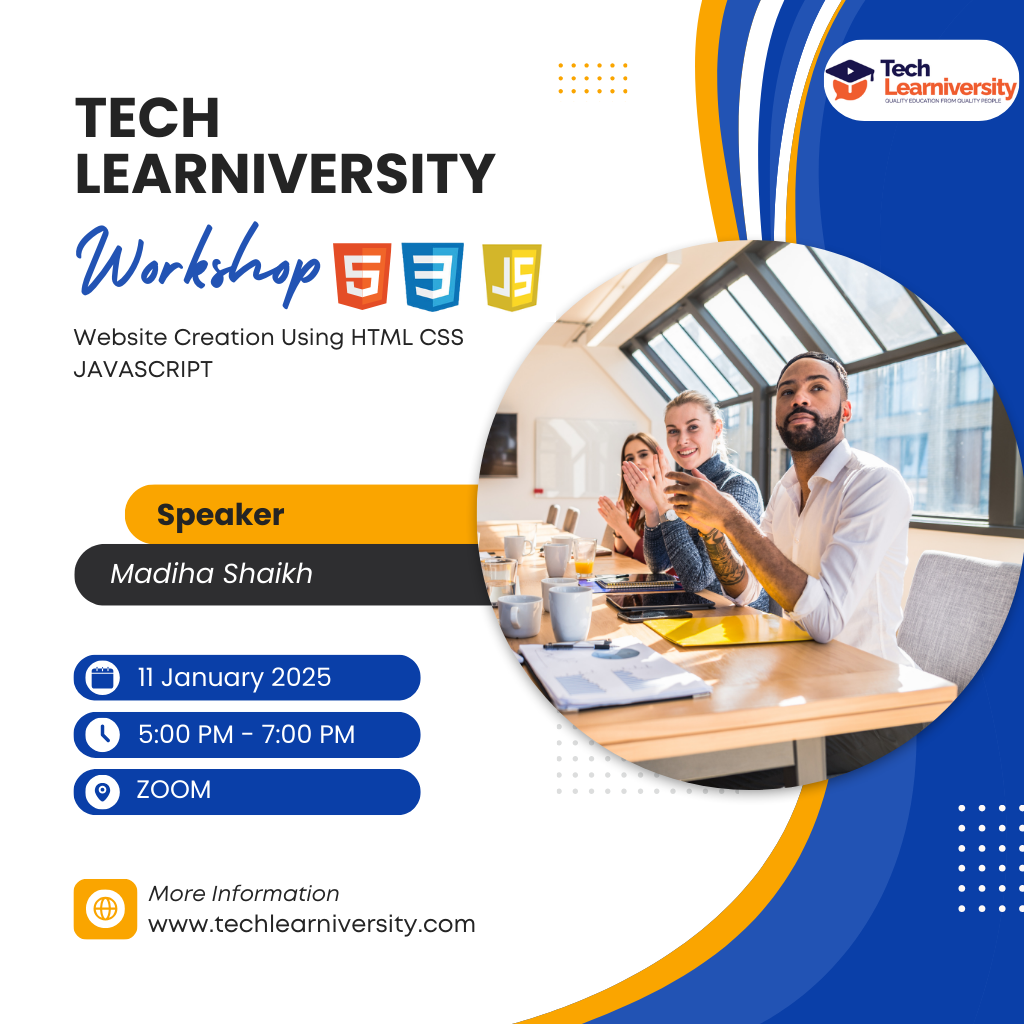 Tech
Learniversity
QUALITY EDUCATION FROM QUALITY PEOPLE
TECH
LEARNIVERSITY
Workshop
5
3
JS
Website Creation Using HTML CSS
JAVASCRIPT
Speaker
Madiha Shaikh
11 January 2025
5:00 PM - 7:00 PM
ZOOM
More Information
www.techlearniversity.com